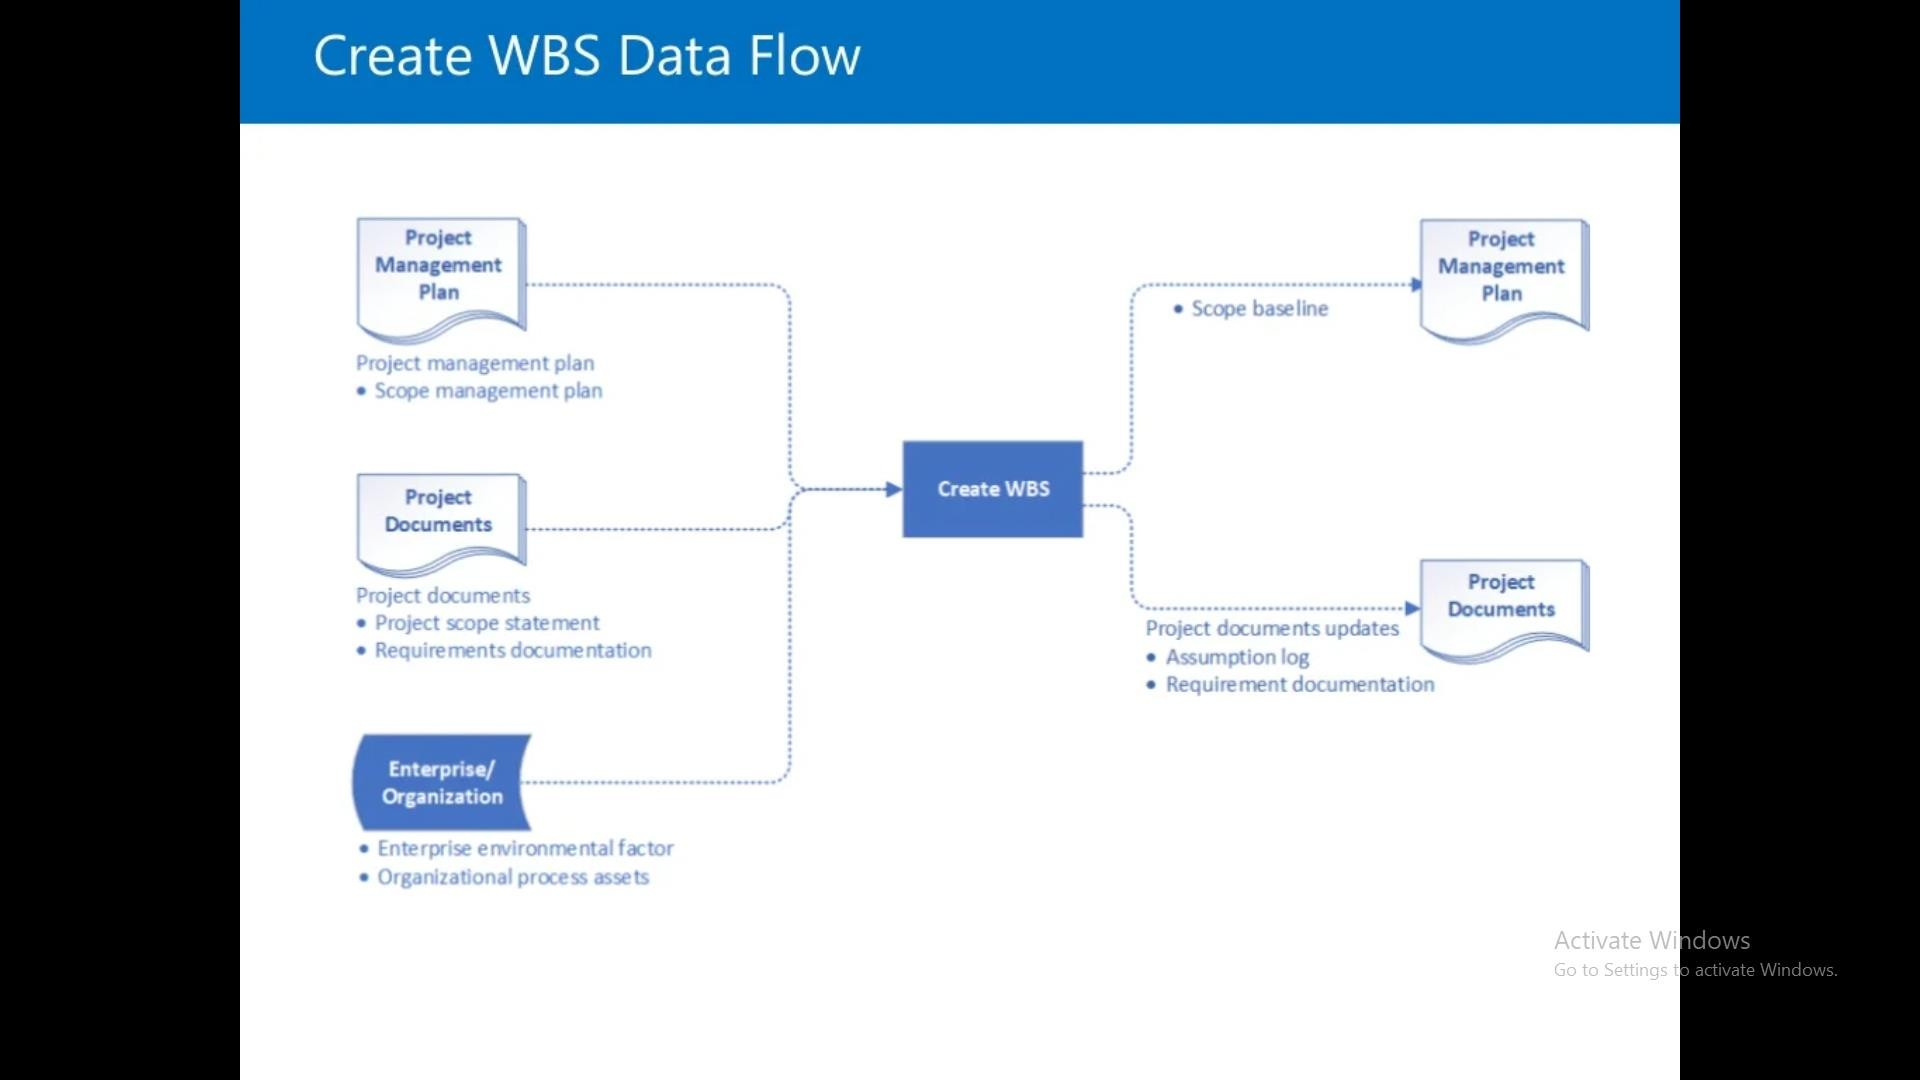 Create WBS Data Flow
Project
Management
Plan
Project management plan
• Scope management plan
Project
Documents
Project documents
• Project scope statement
• Requirements documentation
Enterprise/
Organization
• Enterprise environmental factor
• Organizational process assets
Create WBS
• Scope baseline
Project
Management
Plan
Project
Documents
Project documents updates
• Assumption log
• Requirement documentation
Activate Windows
Go to Settings to activate Windows.